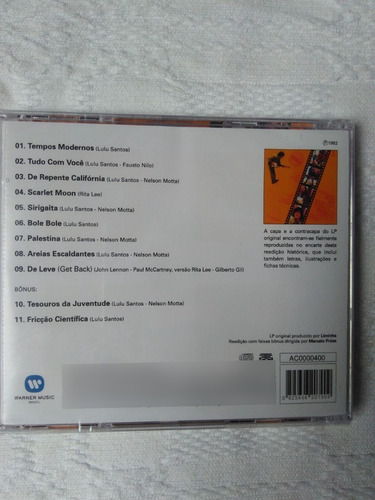 01. Tempos Modernos (Lulu Santos)
02. Tudo Com Você (Lulu Santos - Fausto Nilo)
03. De Repente Califórnia (Lulu Santos - Nelson Motta)
04. Scarlet Moon (Rita Lee)
05. Sirigaita (Lulu Santos - Nelson Motta)
06. Bole Bole (Lulu Santos)
07. Palestina (Lulu Santos - Nelson Motta)
08. Areias Escaldantes (Lulu Santos - Nelson Motta)
09. De Leve (Get Back) (John Lennon - Paul McCartney, versão Rita Lee - Gilberto Gil)
BÔNUS:
10. Tesouros da Juventude (Lulu Santos - Nelson Motta)
11. Fricção Científica (Lulu Santos)
℗1982
A capa e a contracapa do LP
original encontram-se fielmente
reproduzidas no encarte desta
reedição histórica, que inclui
também letras, ilustrações e
fichas técnicas.
LP original produzido por Liminha
Reedição com faixas bônus dirigida por Marcelo Fróes
AC0000400
WARNER MUSIC
BRASIL